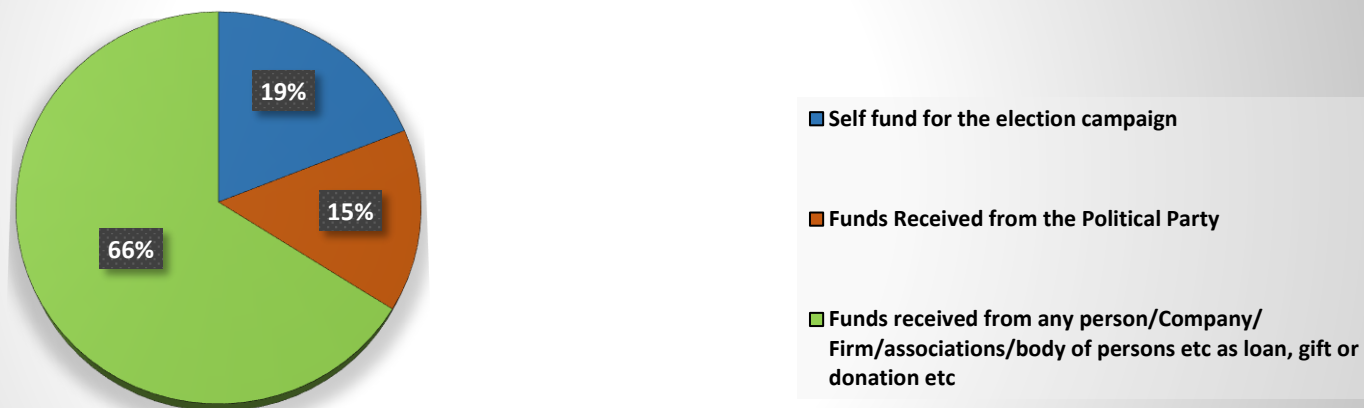 19%
15%
66%
Self fund for the election campaign
Funds Received from the Political Party
Funds received from any person/Company/
Firm/associations/body of persons etc as loan, gift or
donation etc